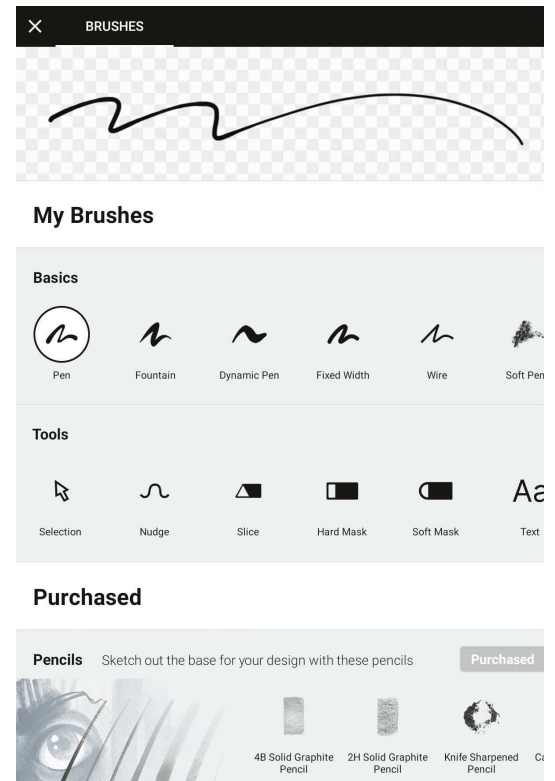 BRUSHES
My Brushes
Basics
Pen Fountain Dynamic Pen Fixed Width Wire Soft Pen
Tools
Aa
Selection Nudge Slice Hard Mask Soft Mask Text
Purchased
Pencils Sketch out the base for your design with these pencils Purchased
4B Solid Graphite 2H Solid Graphite Knife Sharpened
Pencil Pencil Pencil